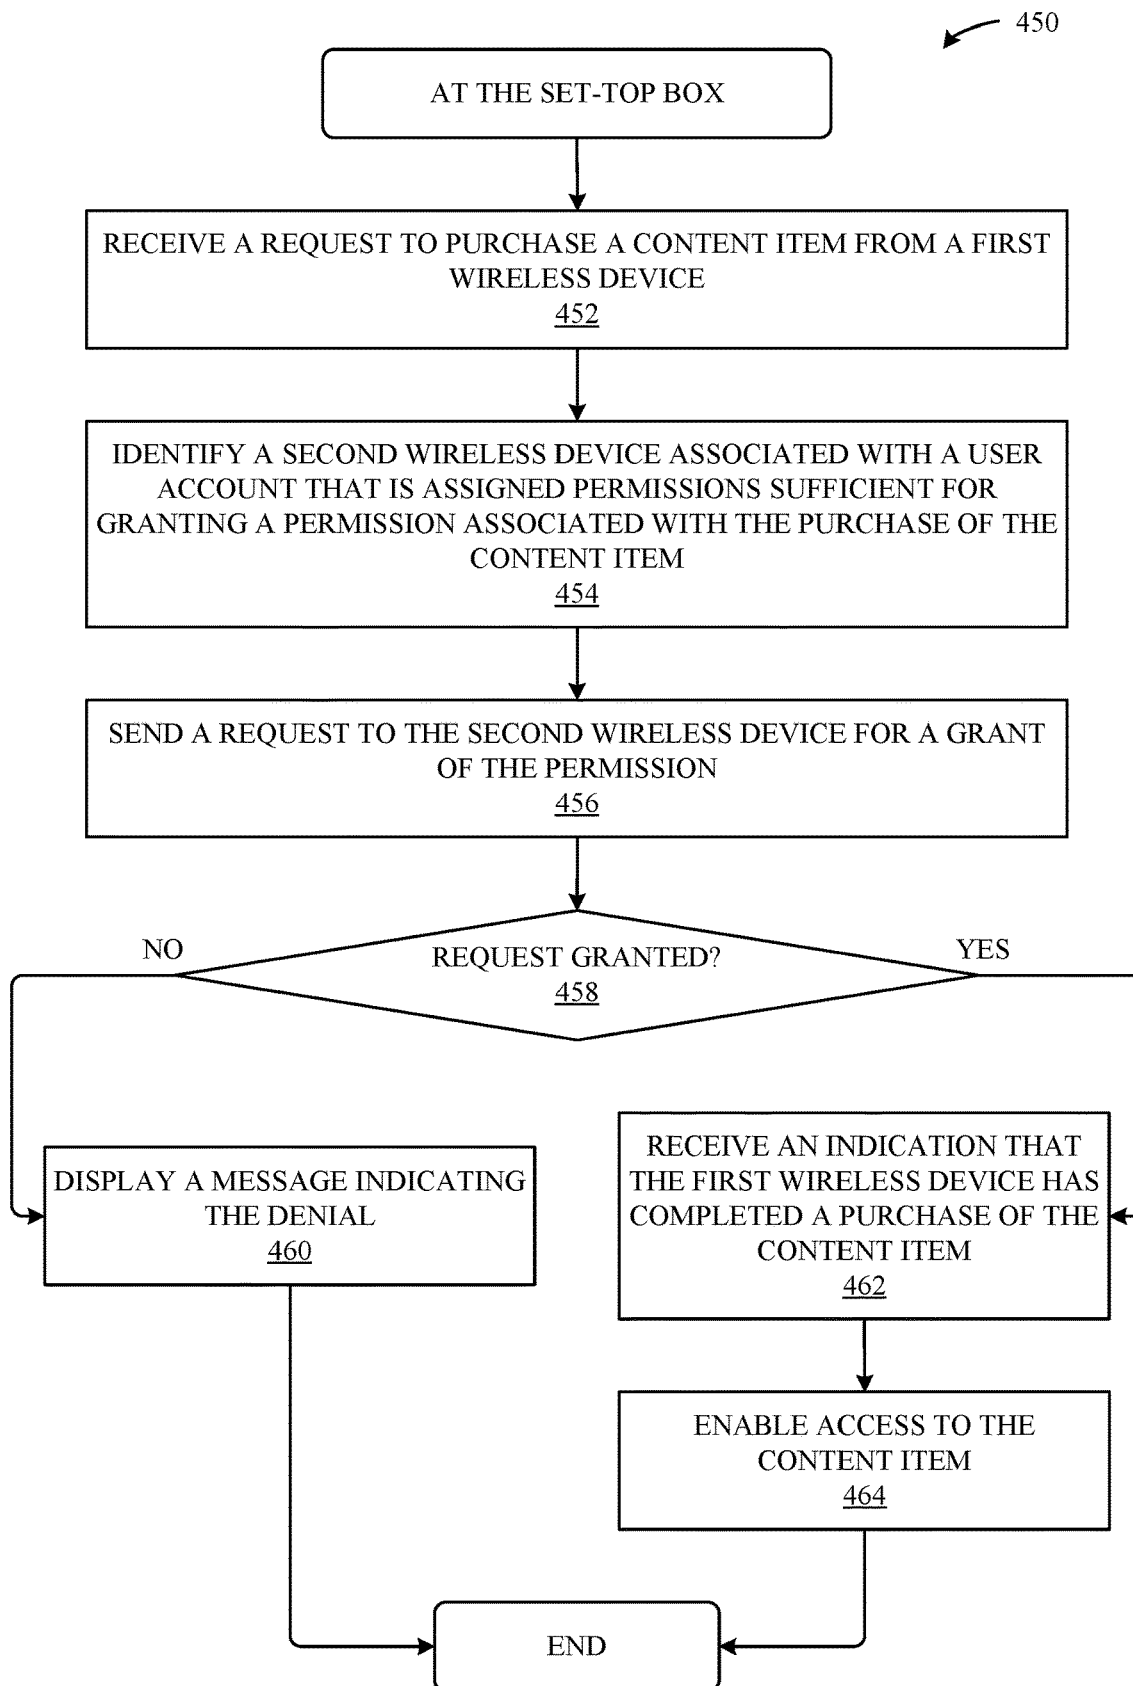 450
AT THE SET-TOP BOX
RECEIVE A REQUEST TO PURCHASE A CONTENT ITEM FROM A FIRST
WIRELESS DEVICE
452
IDENTIFY A SECOND WIRELESS DEVICE ASSOCIATED WITH A USER
ACCOUNT THAT IS ASSIGNED PERMISSIONS SUFFICIENT FOR
GRANTING A PERMISSION ASSOCIATED WITH THE PURCHASE OF THE
CONTENT ITEM
454
SEND A REQUEST TO THE SECOND WIRELESS DEVICE FOR A GRANT
OF THE PERMISSION
456
NO
REQUEST GRANTED?
458
YES
DISPLAY A MESSAGE INDICATING
THE DENIAL
460
RECEIVE AN INDICATION THAT
THE FIRST WIRELESS DEVICE HAS
COMPLETED A PURCHASE OF THE
CONTENT ITEM
462
ENABLE ACCESS TO THE
CONTENT ITEM
464
END